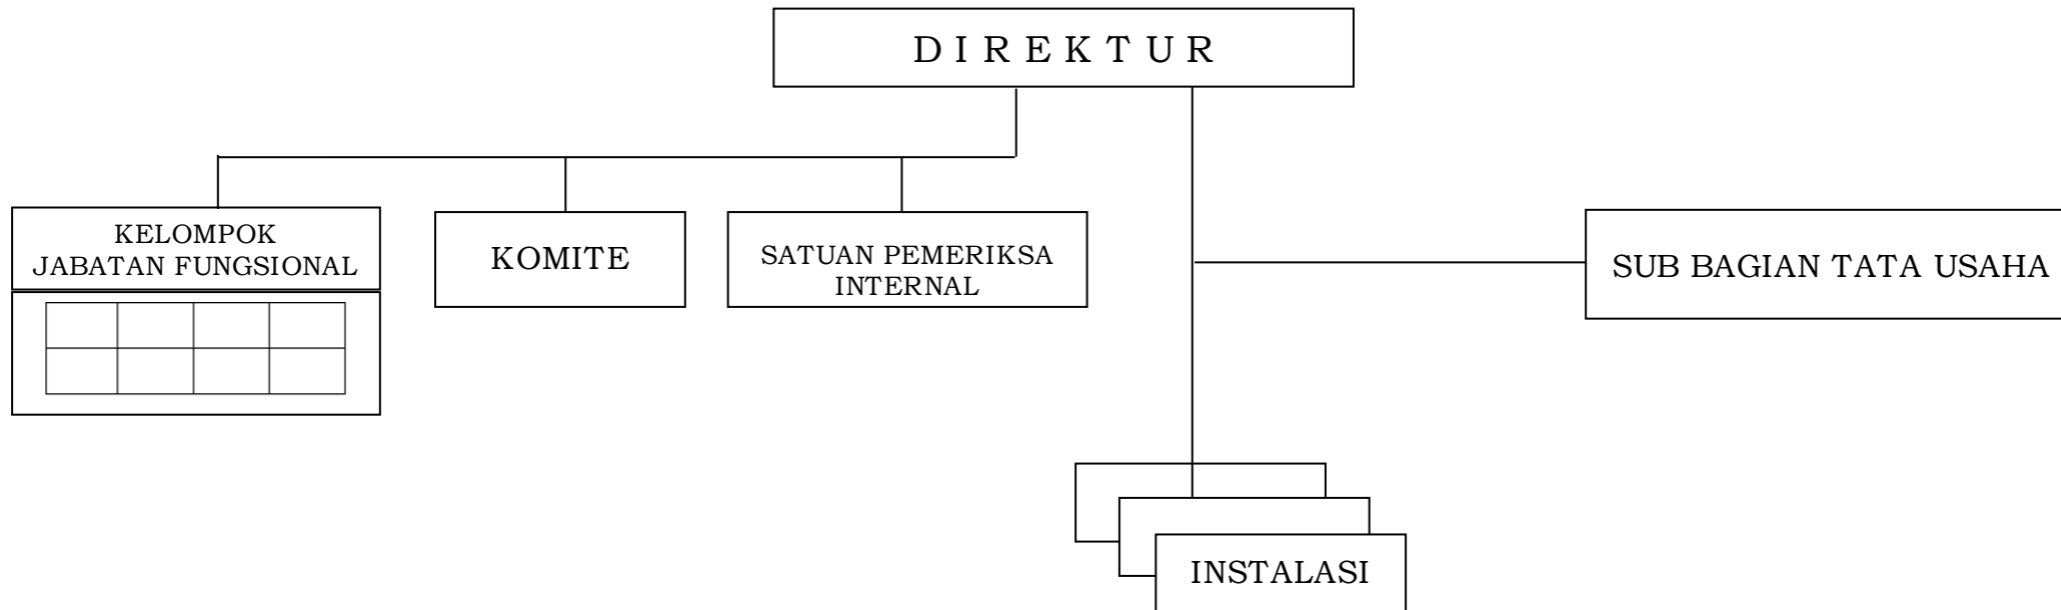 D I R E K T U R
KELOMPOK
JABATAN FUNGSIONAL
KOMITE
SATUAN PEMERIKSA
INTERNAL
SUB BAGIAN TATA USAHA
INSTALASI